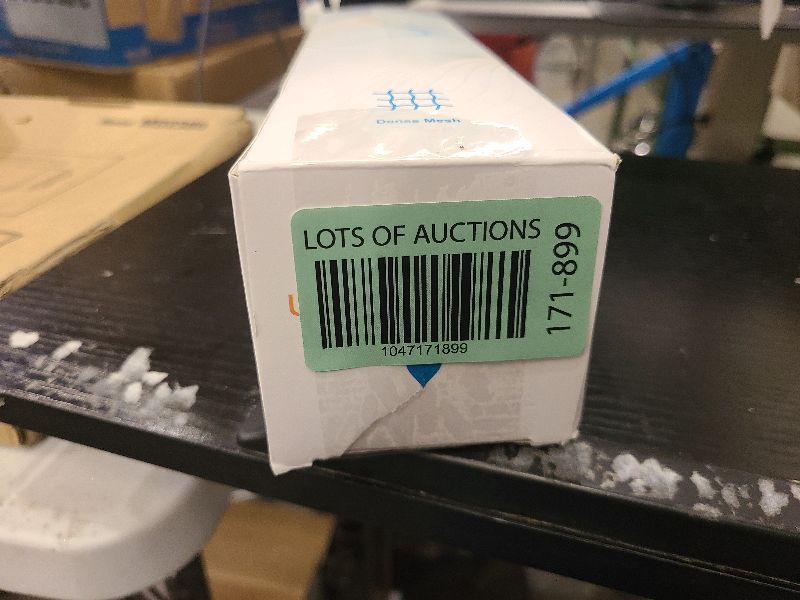 Dense Mesh
LOTS OF AUCTIONS
171-899
1047171899